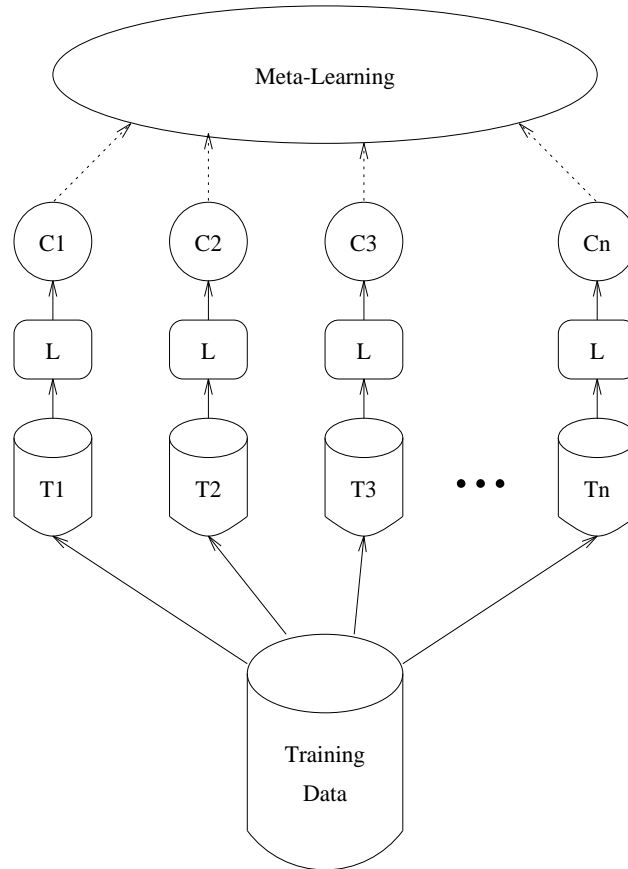 Meta-Learning
C1 C2 C3 Cn
L L L L
T1 T2 T3 Tn
Training
Data